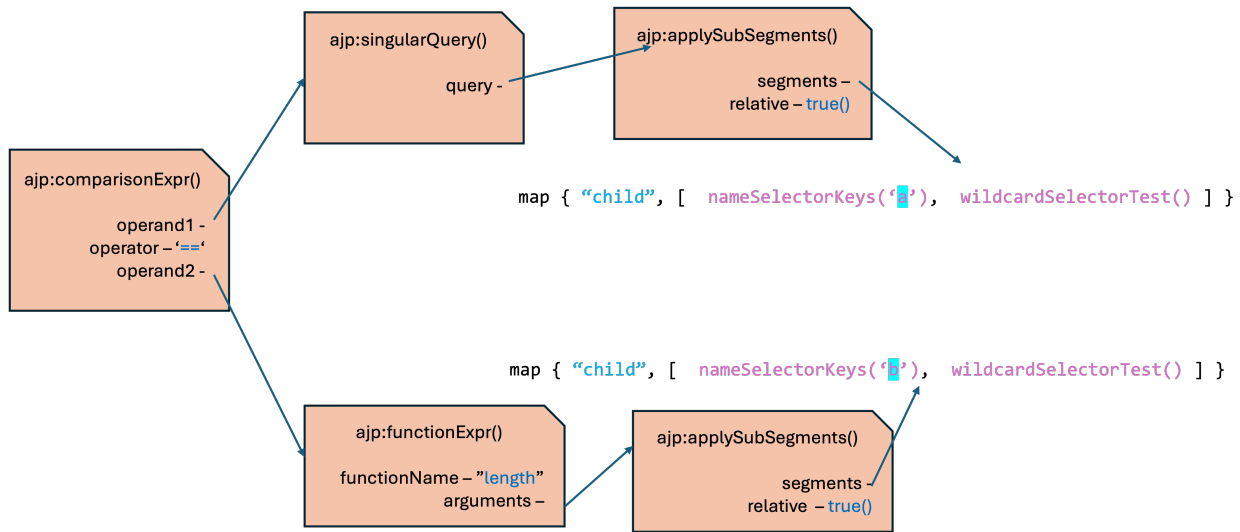 ajp:singularQuery()
query -
ajp:applySubSegments()
segments –
relative – true()
ajp:comparisonExpr()
operand1 -
operator – ‘==‘
operand2 -
map { “child”, [ nameSelectorKeys(‘a’), wildcardSelectorTest() ] }
map { “child”, [ nameSelectorKeys(‘b’), wildcardSelectorTest() ] }
ajp:functionExpr()
functionName – ”length”
arguments –
ajp:applySubSegments()
segments -
relative – true()